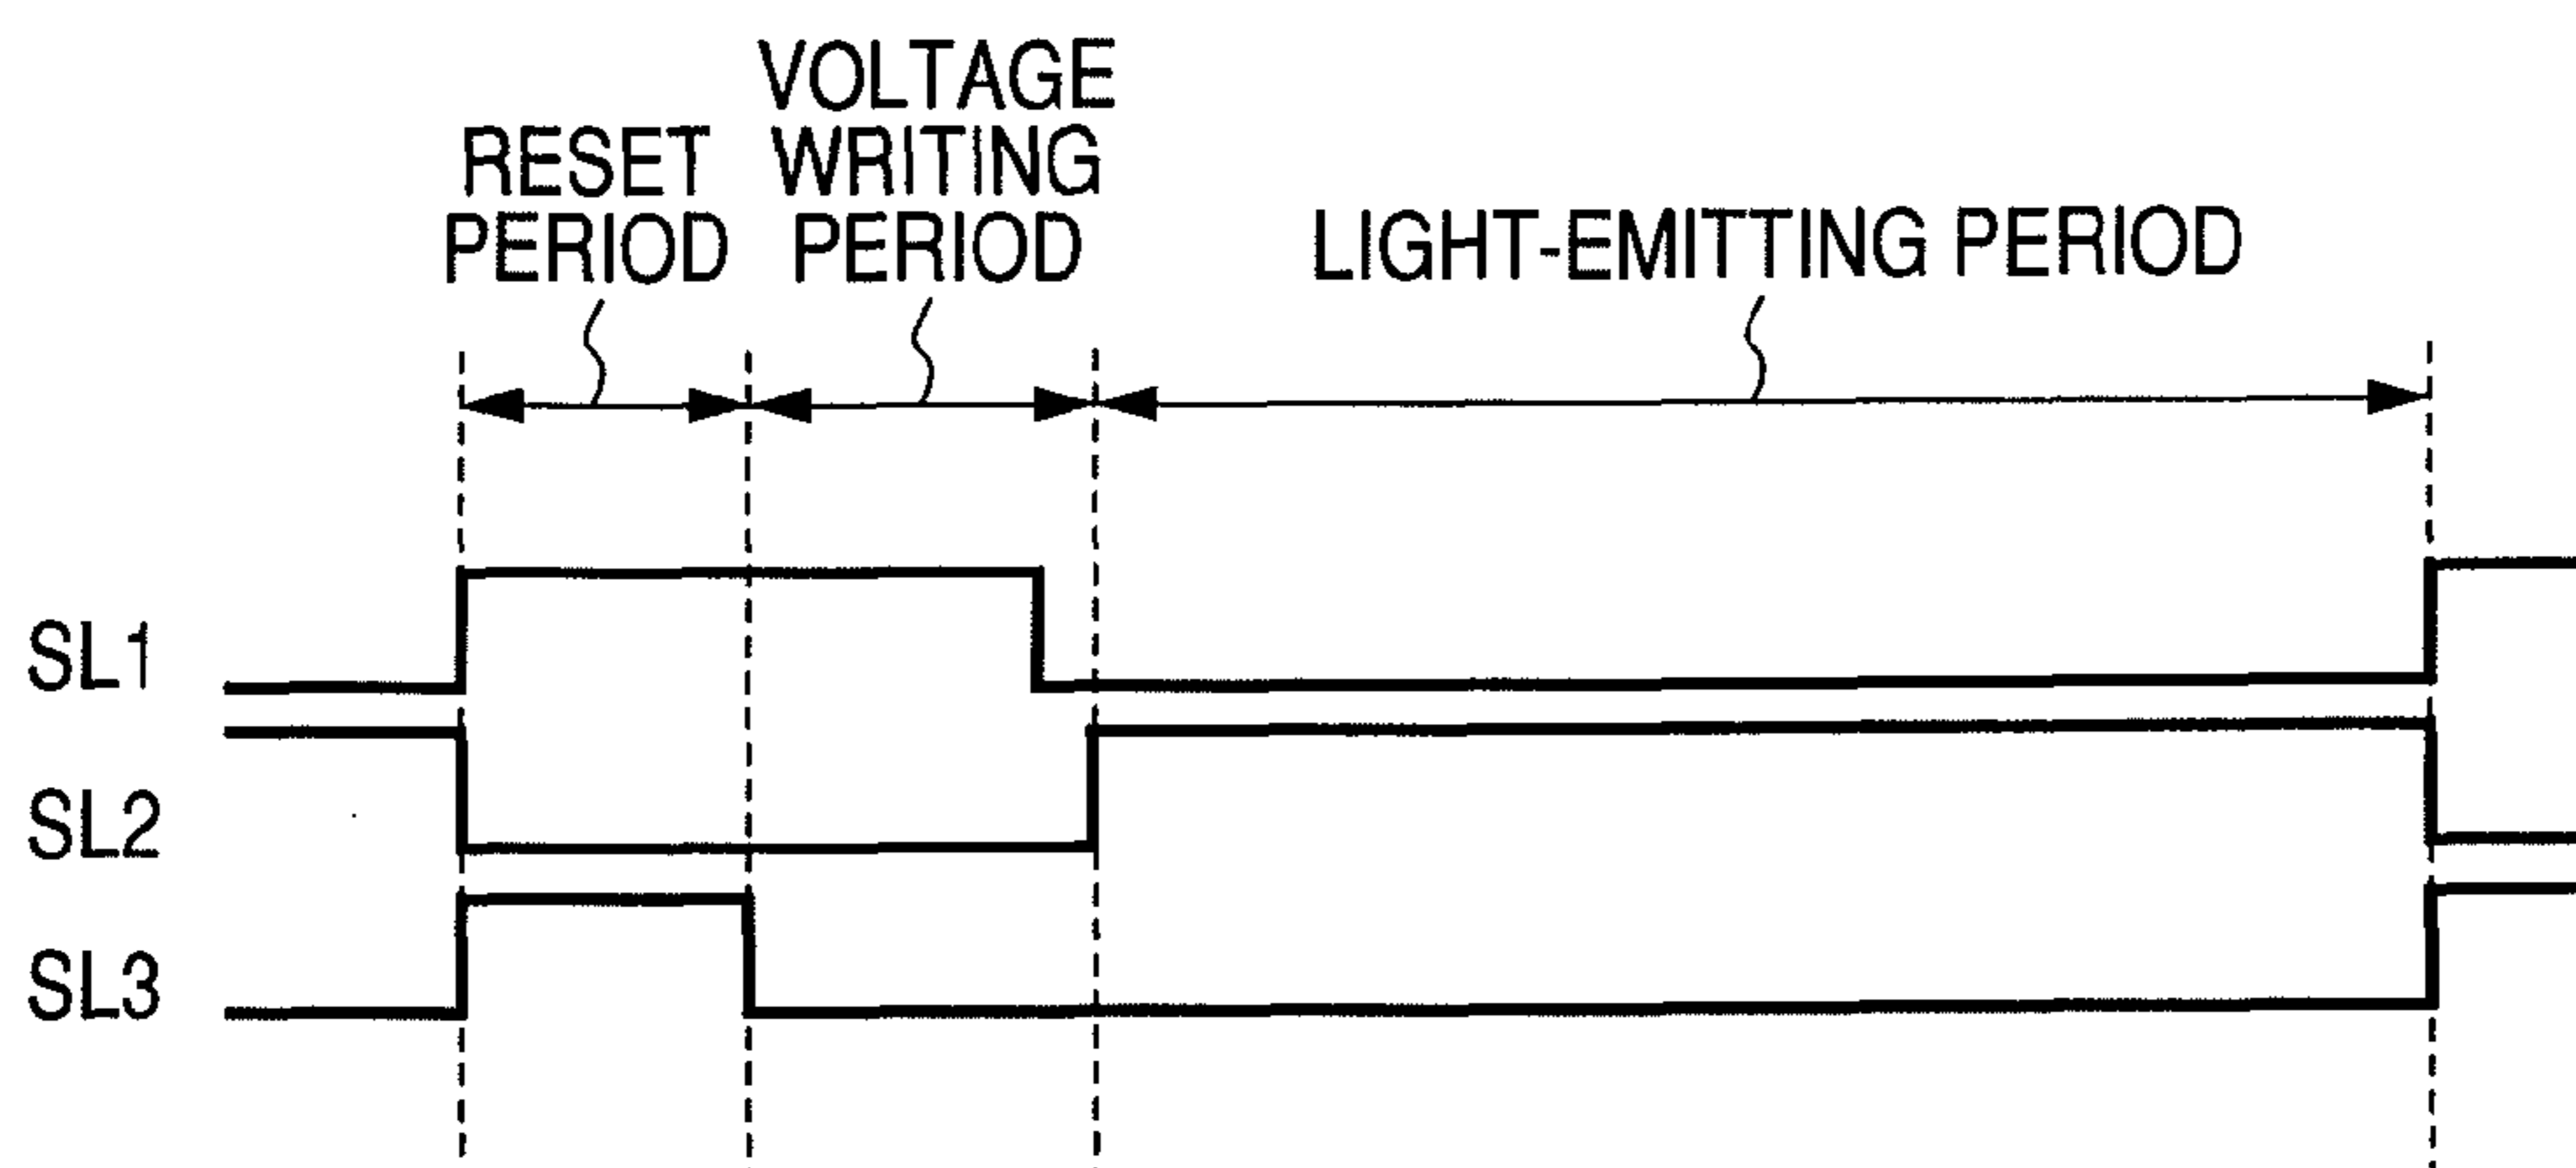 RESET
PERIOD
VOLTAGE
WRITING
PERIOD
LIGHT-EMITTING PERIOD
SL1
SL2
SL3